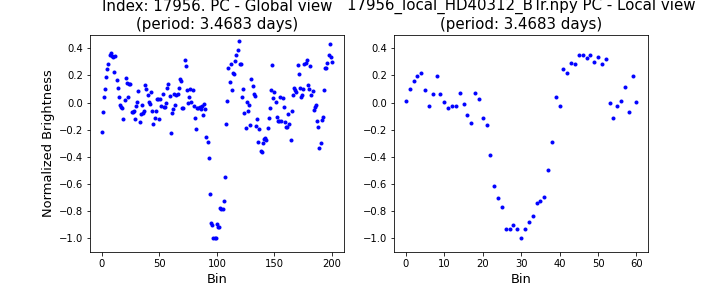 Index: 17956. PC - Global view
(period: 3.4683 days)
17956_local_HD40312_BTfr.npy PC - Local view
(period: 3.4683 days)
Normalized Brightness
0.4
0.2
0.0
−0.2
−0.4
−0.6
−0.8
−1.0
0 50 100 150 200
Bin
0.4
0.2
0.0
−0.2
−0.4
−0.6
−0.8
−1.0
0 10 20 30 40 50 60
Bin